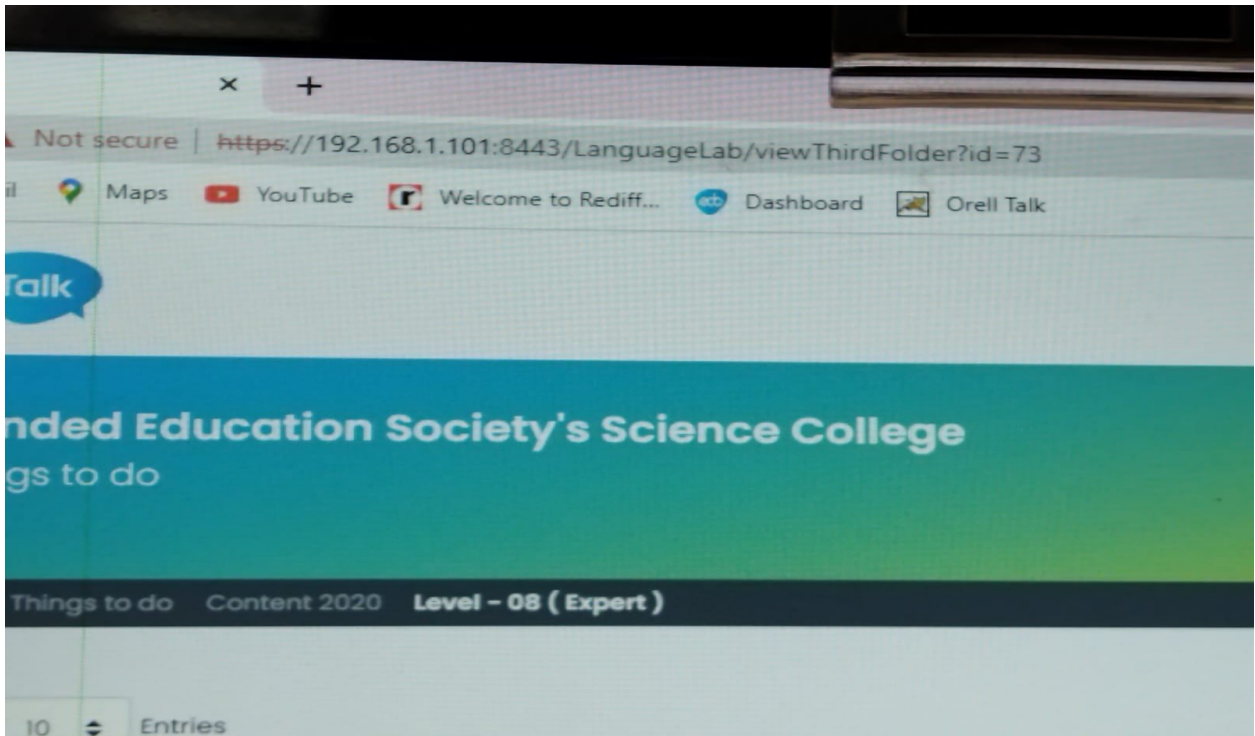 Not secure | https://192.168.1.101:8443/LanguageLab/viewThirdFolder?id=73
il Maps YouTube Welcome to Rediff... Dashboard Orell Talk
Talk
nded Education Society's Science College
gs to do
Things to do Content 2020 Level - 08 ( Expert )
10 Entries